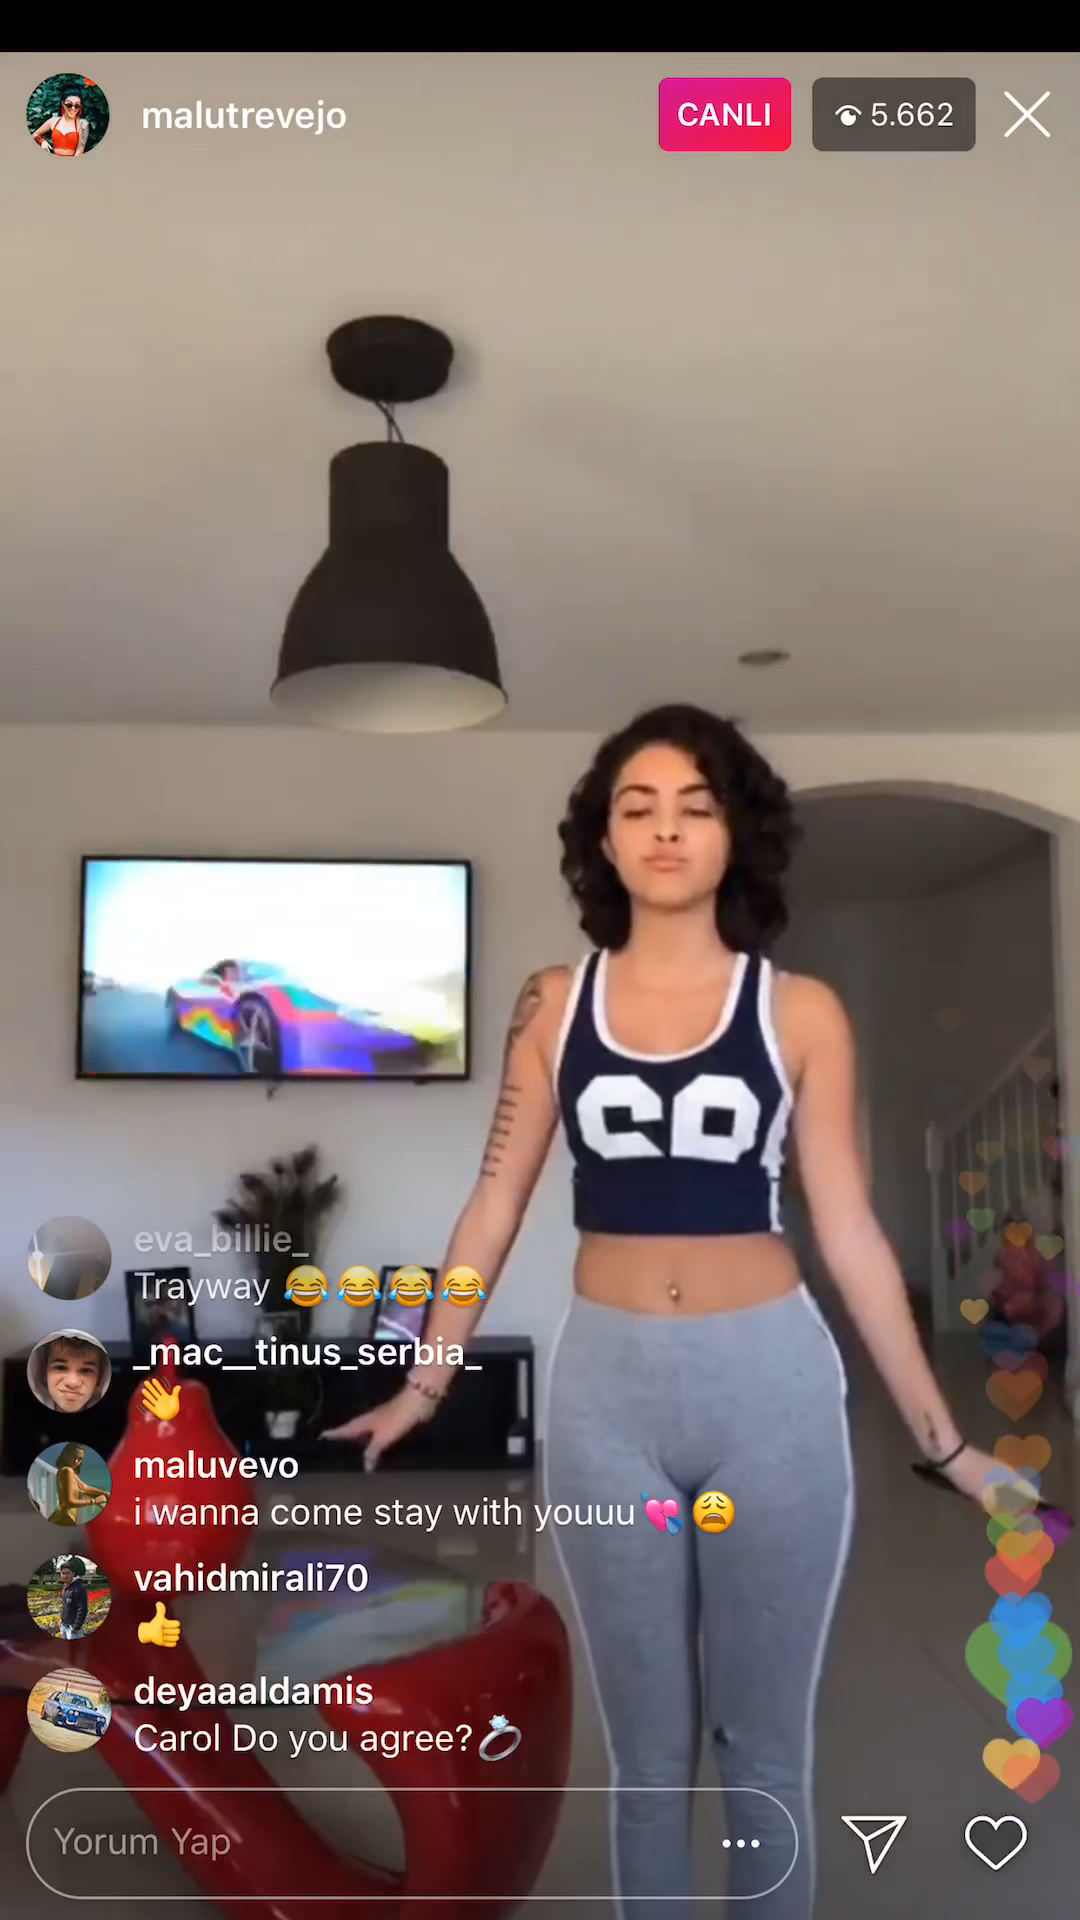 malutrevejo
CANLI
5.662
CO
eva_billie_
Trayway 😂😂😂😂
_mac__tinus_serbia_
👋
maluvevo
i wanna come stay with youuu💘😩
vahidmirali70
👍
deyaaaldamis
Carol Do you agree?💍
Yorum Yap